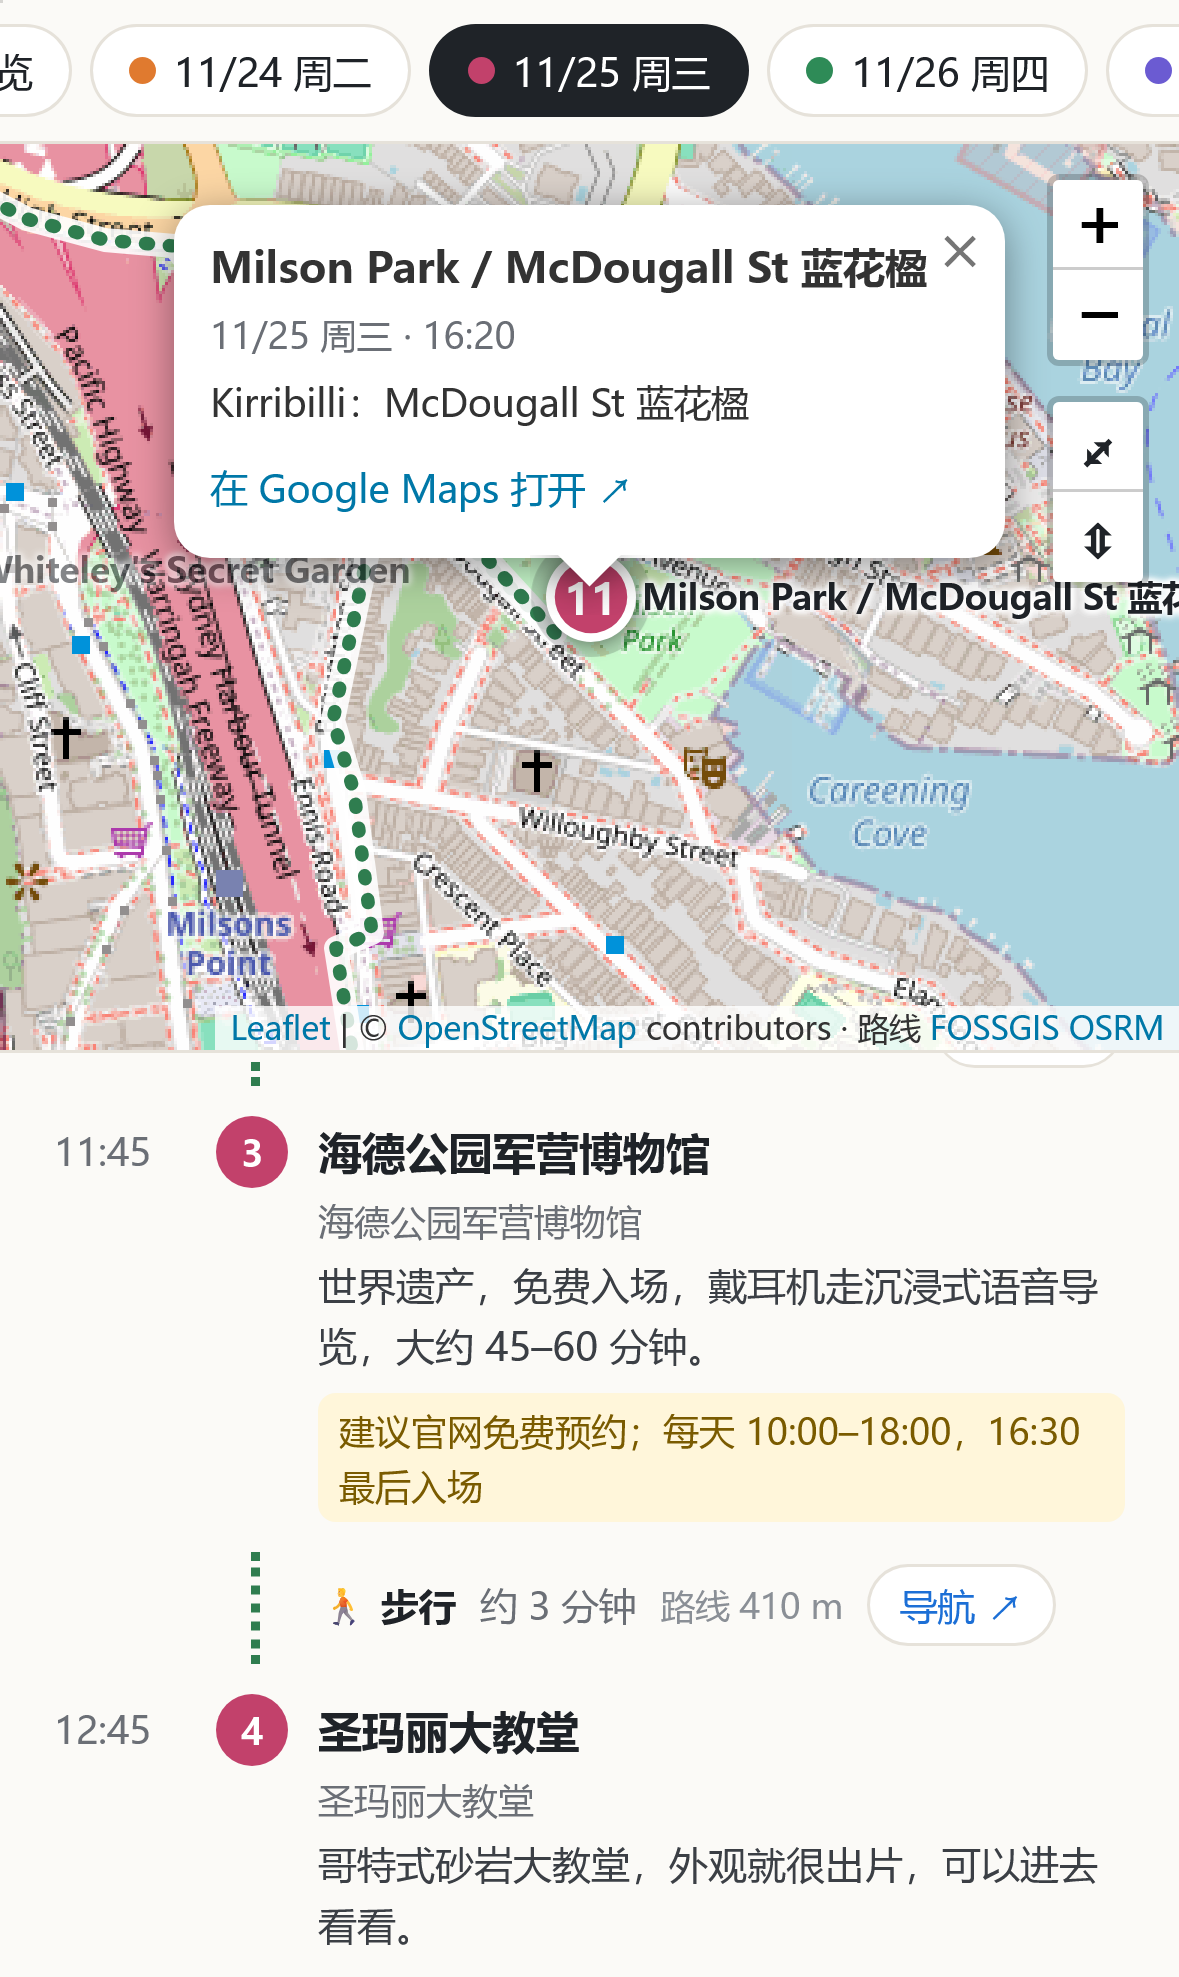 览
11/24 周二
11/25 周三
11/26 周四
High Street
Milson Park / McDougall St 蓝花楹
11/25 周三 · 16:20
Kirribilli：McDougall St 蓝花楹
在 Google Maps 打开 ↗
+
−
Bay
Pacific Highway
Whiteley's Secret Garden
11
Milson Park / McDougall St 蓝花
Park
Warringah Freeway
Sydney Harbour Tunnel
Cliff Street
Ennis Road
Careening
Cove
Willoughby Street
Crescent Place
Milsons
Point
Leaflet | © OpenStreetMap contributors · 路线 FOSSGIS OSRM
11:45
3
海德公园军营博物馆
海德公园军营博物馆
世界遗产，免费入场，戴耳机走沉浸式语音导
览，大约 45–60 分钟。
建议官网免费预约；每天 10:00–18:00，16:30
最后入场
步行 约 3 分钟 路线 410 m 导航 ↗
12:45
4
圣玛丽大教堂
圣玛丽大教堂
哥特式砂岩大教堂，外观就很出片，可以进去
看看。